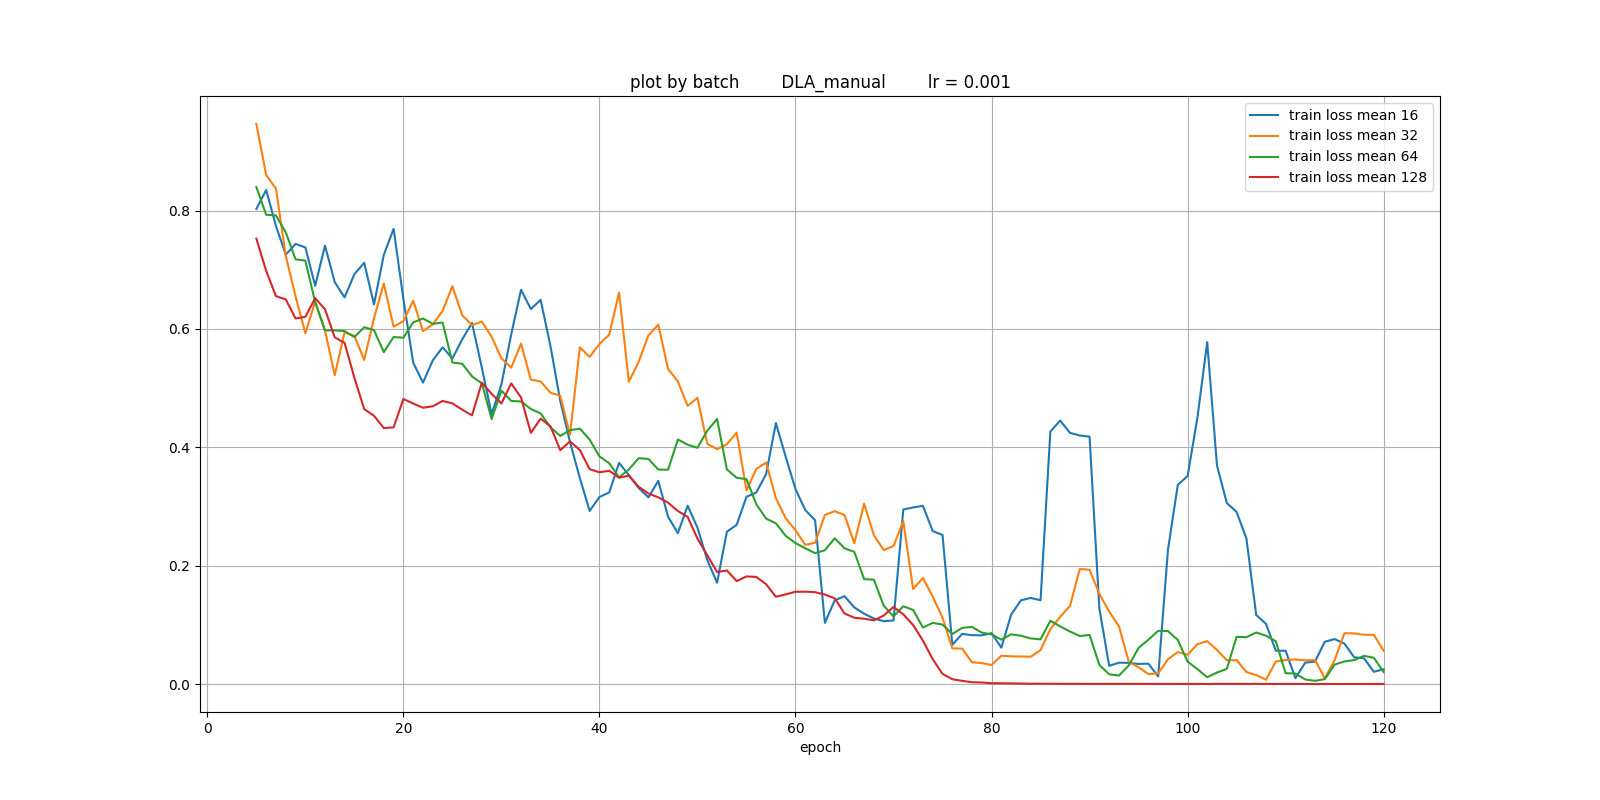 plot by batch        DLA_manual        lr = 0.001
train loss mean 16
train loss mean 32
train loss mean 64
train loss mean 128
0.8
0.6
0.4
0.2
0.0
0 20 40 60 80 100 120
epoch